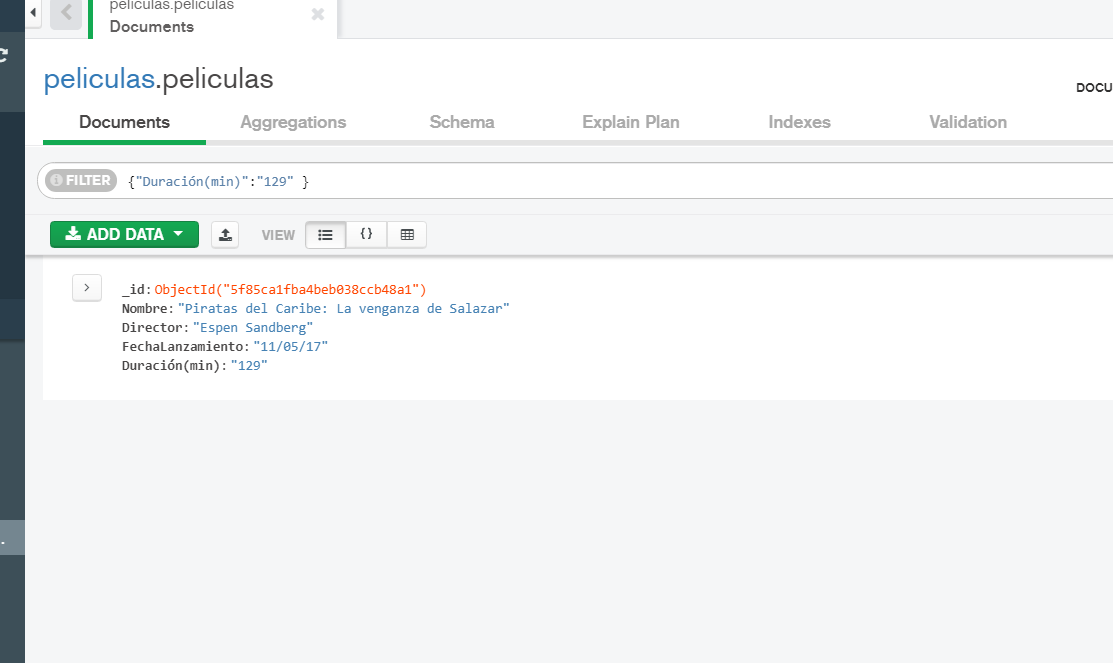 peliculas.peliculas
Documents
peliculas.peliculas
DOCU
Documents Aggregations Schema Explain Plan Indexes Validation
FILTER {"Duración(min)":"129" }
ADD DATA VIEW {}
_id:ObjectId("5f85ca1fba4beb038ccb48a1")
Nombre:"Piratas del Caribe: La venganza de Salazar"
Director:"Espen Sandberg"
FechaLanzamiento:"11/05/17"
Duración(min):"129"